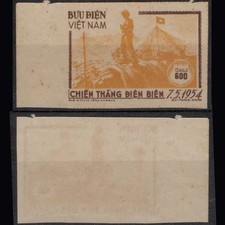 BƯU ĐIỆN
VIỆT NAM
600
CHIẾN THẮNG ĐIỆN BIÊN 7.5.1954